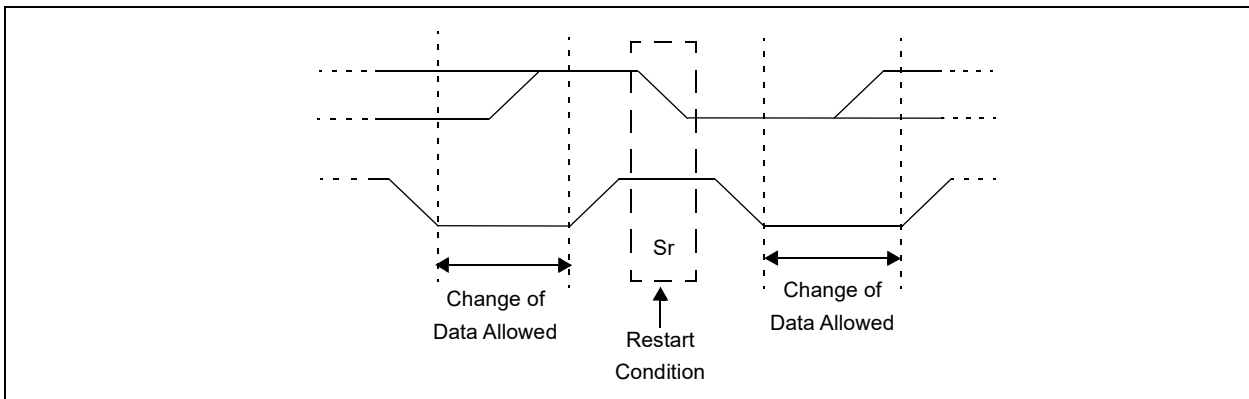 Sr
Change of
Data Allowed
Restart
Condition
Change of
Data Allowed